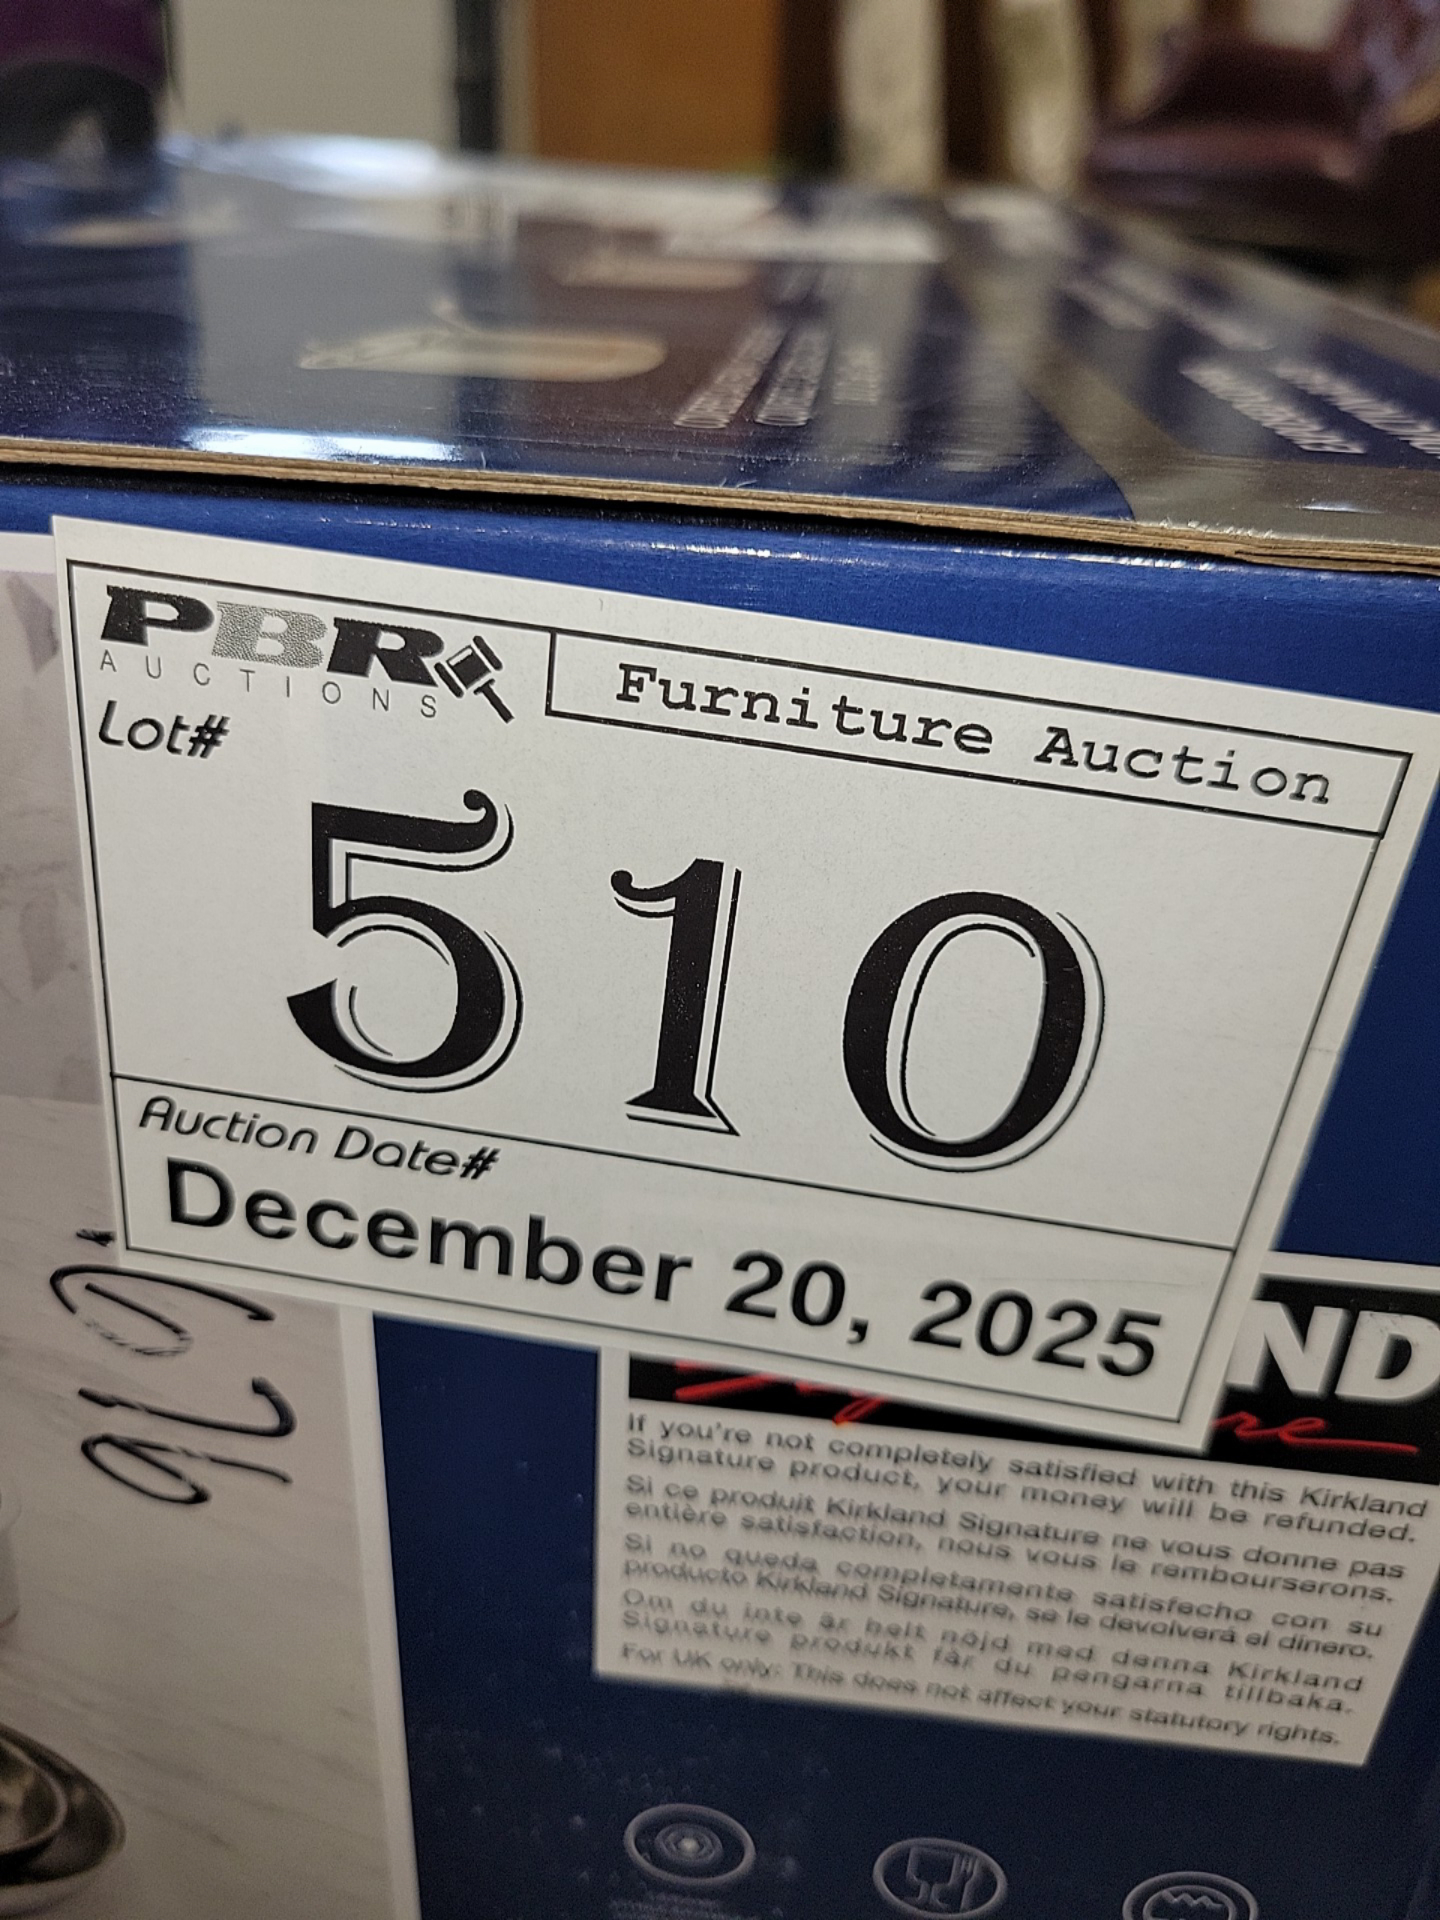 PBR
AUCTIONS
Furniture Auction
Lot#
510
Auction Date#
December 20, 2025
ND
re
If you're not completely satisfied with this Kirkland
Signature product, your money will be refunded.
Si ce produit Kirkland Signature ne vous donne pas
entière satisfaction, nous vous le rembourserons.
Si no queda completamente satisfecho con su
producto Kirkland Signature, se le devolverá el dinero.
Om du inte är helt nöjd med denna Kirkland
Signature produkt får du pengarna tillbaka.
For UK only: This does not affect your statutory rights.